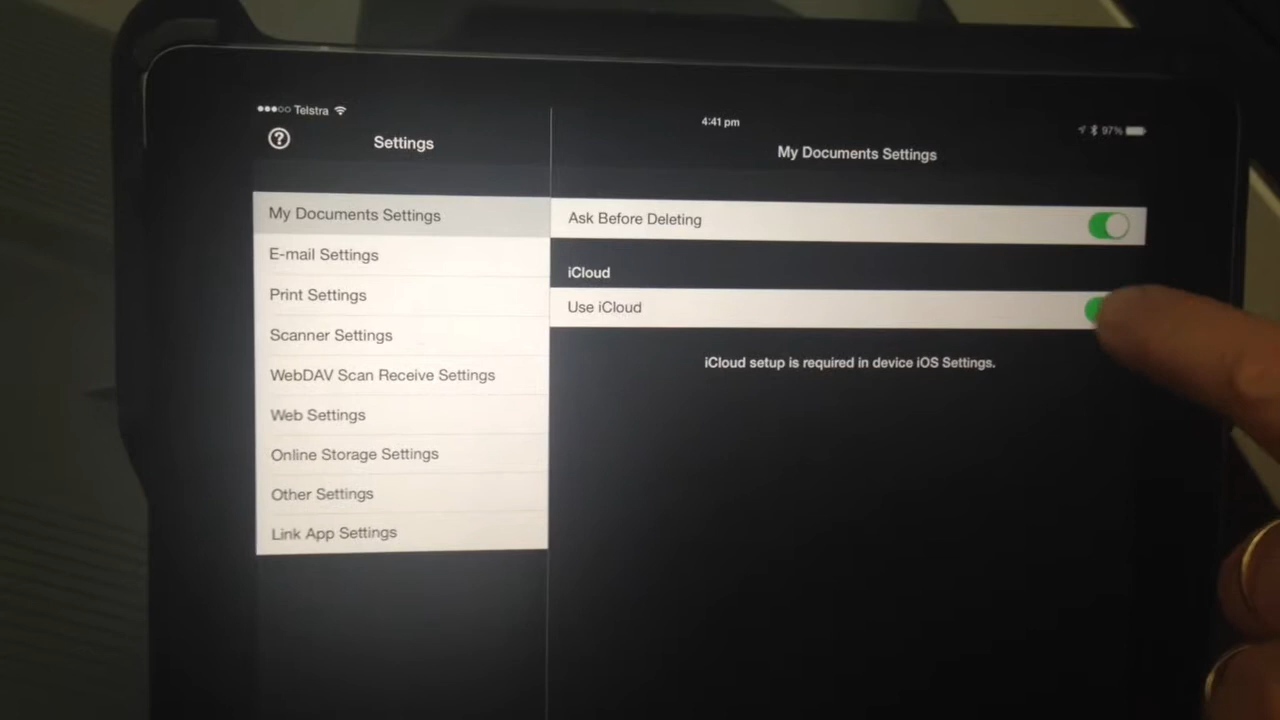 Telstra
4:41 pm
97%
?
Settings
My Documents Settings
My Documents Settings
E-mail Settings
Print Settings
Scanner Settings
WebDAV Scan Receive Settings
Web Settings
Online Storage Settings
Other Settings
Link App Settings
Ask Before Deleting
iCloud
Use iCloud
iCloud setup is required in device iOS Settings.